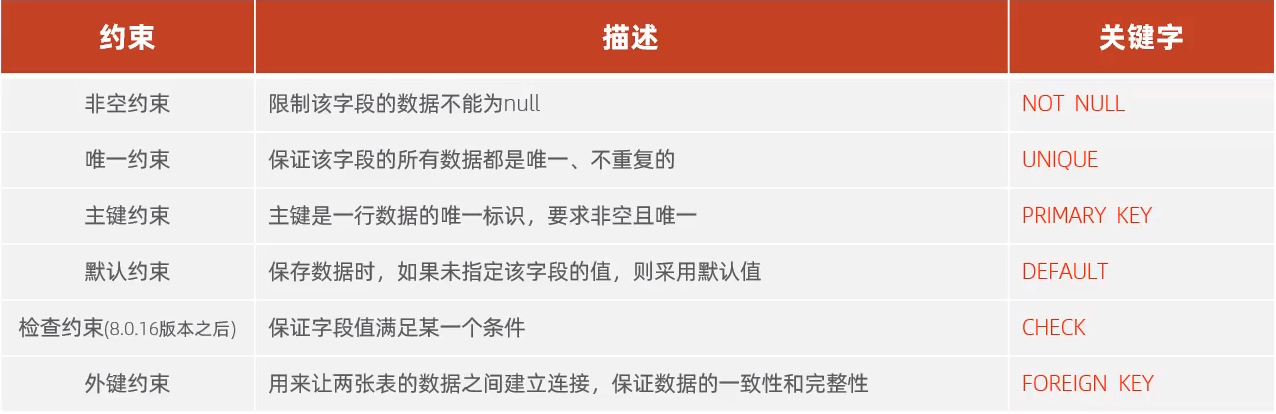 约束 描述 关键字
非空约束 限制该字段的数据不能为null NOT NULL
唯一约束 保证该字段的所有数据都是唯一、不重复的 UNIQUE
主键约束 主键是一行数据的唯一标识，要求非空且唯一 PRIMARY KEY
默认约束 保存数据时，如果未指定该字段的值，则采用默认值 DEFAULT
检查约束(8.0.16版本之后) 保证字段值满足某一个条件 CHECK
外键约束 用来让两张表的数据之间建立连接，保证数据的一致性和完整性 FOREIGN KEY